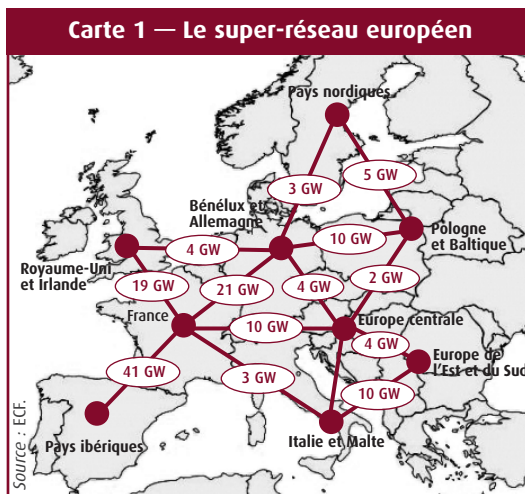 Carte 1 — Le super-réseau européen
Pays nordiques
3 GW
5 GW
Bénélux et
Allemagne
10 GW
Pologne
et Baltique
4 GW
Royaume-Uni
et Irlande
19 GW
21 GW
4 GW
2 GW
France
10 GW
Europe centrale
4 GW
Europe de
l'Est et du Sud
41 GW
3 GW
10 GW
Pays ibériques
Italie et Malte
Source : ECF.